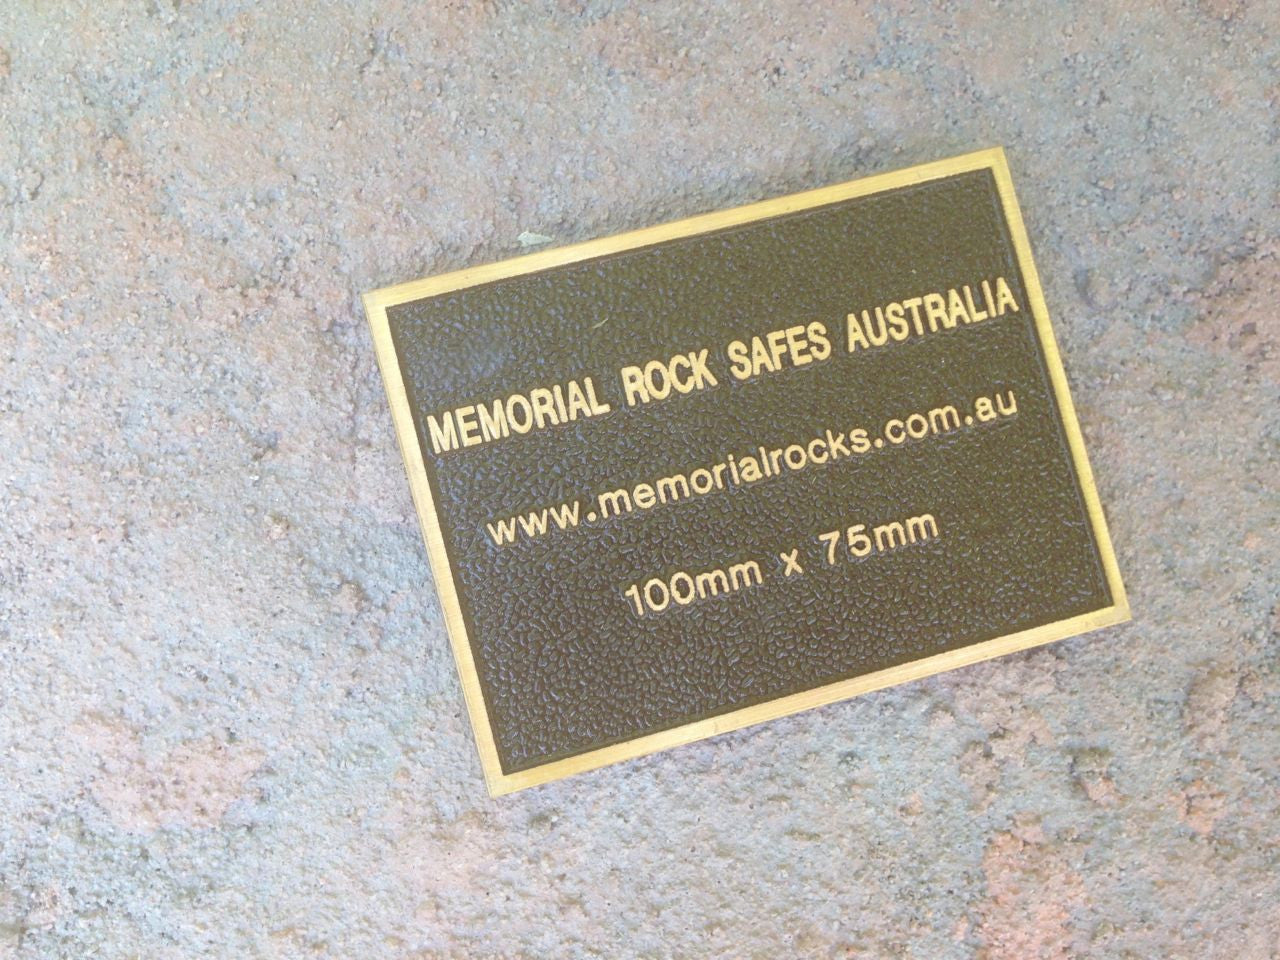 MEMORIAL ROCK SAFES AUSTRALIA
www.memorialrocks.com.au
100mm x 75mm